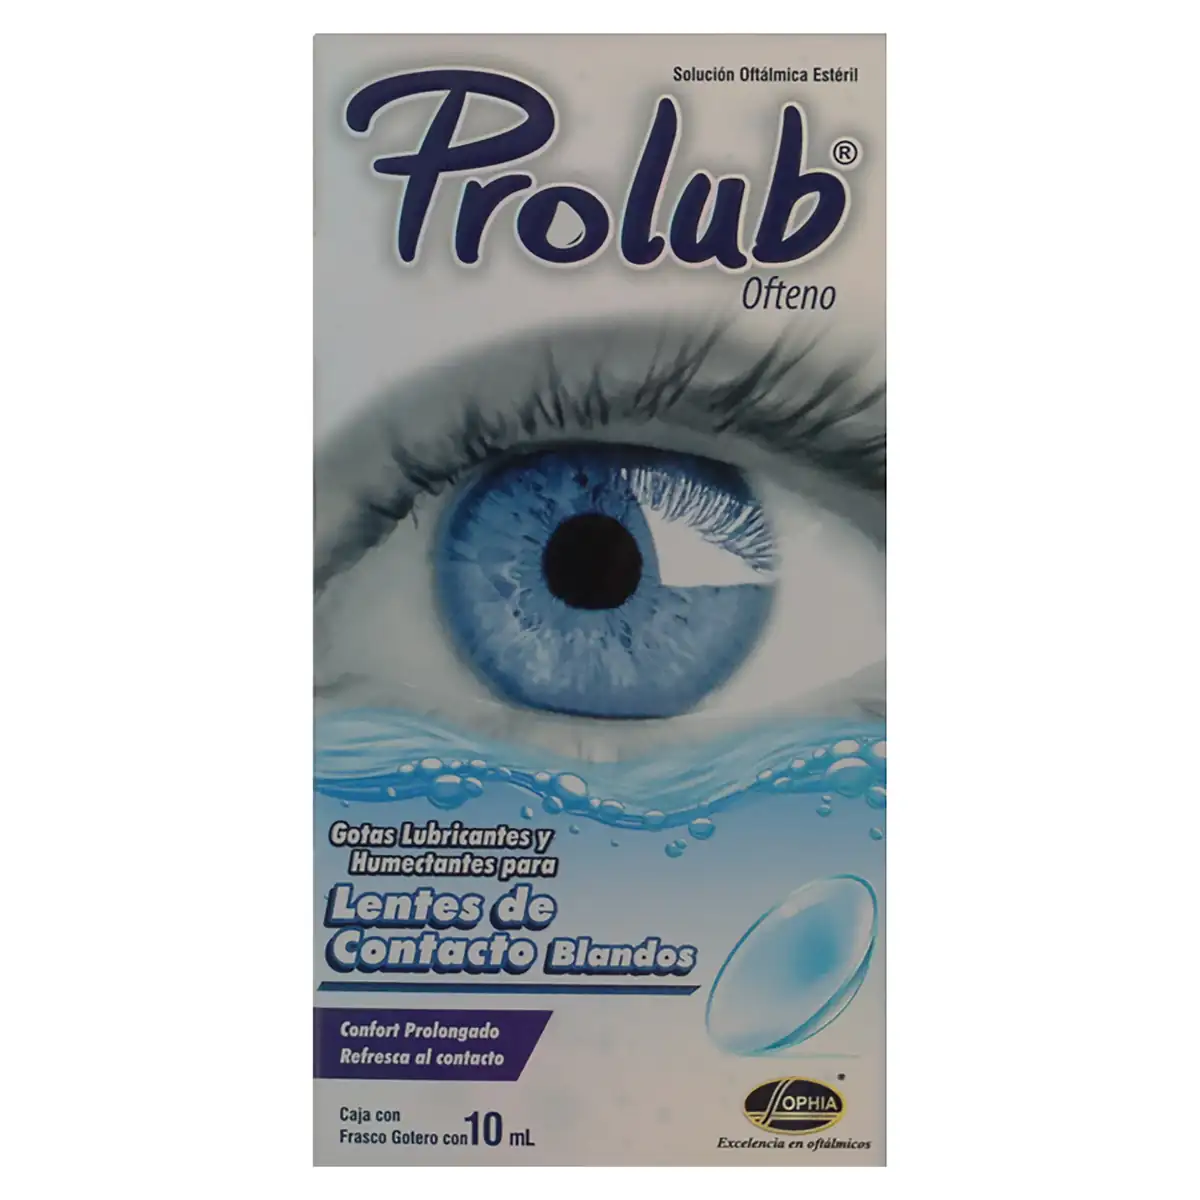 Solución Oftálmica Estéril
Prolub®
Ofteno
Gotas Lubricantes y
Humectantes para
Lentes de
Contacto Blandos
Confort Prolongado
Refresca al contacto
Caja con
Frasco Gotero con 10 mL
SOPHIA
Excelencia en oftálmicos